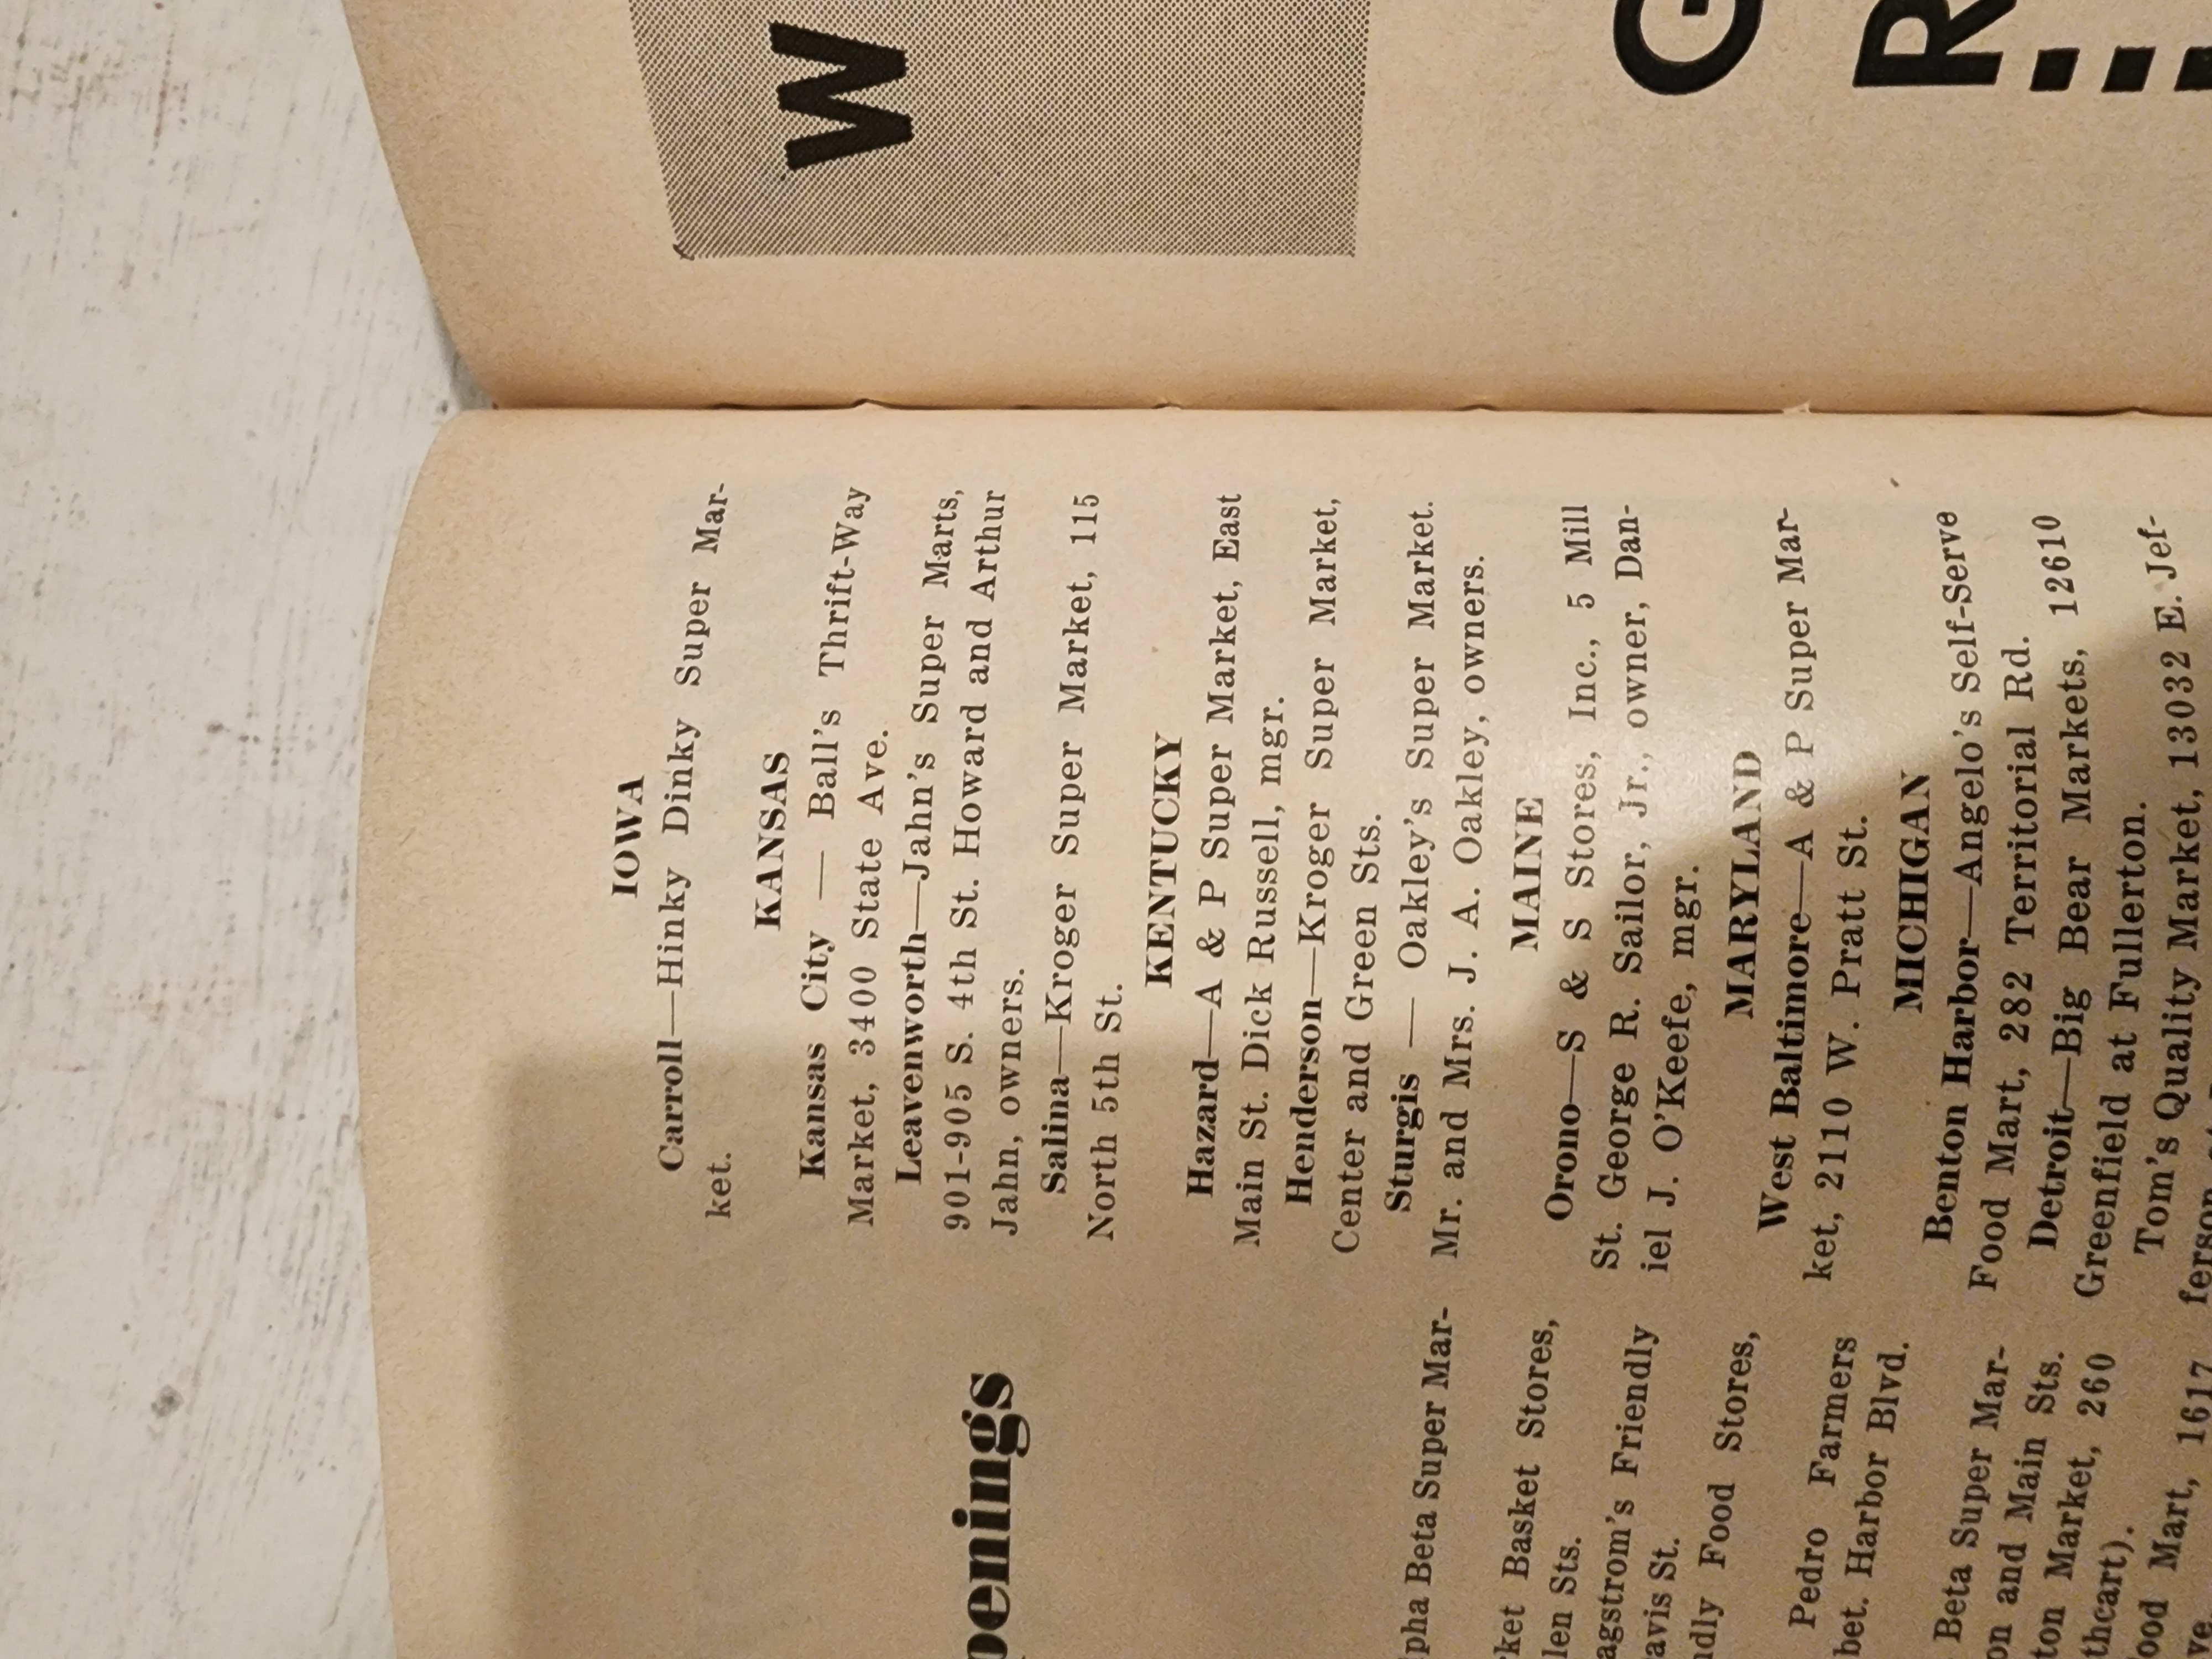 penings
pha Beta Super Mar-
ket Basket Stores,
len Sts.
agstrom's Friendly
avis St.
ndly Food Stores,
Pedro Farmers
bet. Harbor Blvd.
Beta Super Mar-
on and Main Sts.
ton Market, 260
thcart).
ood Mart, 1617
ve.
IOWA
Carroll—Hinky Dinky Super Mar-
ket.
KANSAS
Kansas City — Ball's Thrift-Way
Market, 3400 State Ave.
Leavenworth—Jahn's Super Marts,
901-905 S. 4th St. Howard and Arthur
Jahn, owners.
Salina—Kroger Super Market, 115
North 5th St.
KENTUCKY
Hazard—A & P Super Market, East
Main St. Dick Russell, mgr.
Henderson—Kroger Super Market,
Center and Green Sts.
Sturgis — Oakley's Super Market.
Mr. and Mrs. J. A. Oakley, owners.
MAINE
Orono—S & S Stores, Inc., 5 Mill
St. George R. Sailor, Jr., owner, Dan-
iel J. O'Keefe, mgr.
MARYLAND
West Baltimore—A & P Super Mar-
ket, 2110 W. Pratt St.
MICHIGAN
Benton Harbor—Angelo's Self-Serve
Food Mart, 282 Territorial Rd.
Detroit—Big Bear Markets, 12610
Greenfield at Fullerton.
Tom's Quality Market, 13032 E. Jef-
ferson
W
G
R